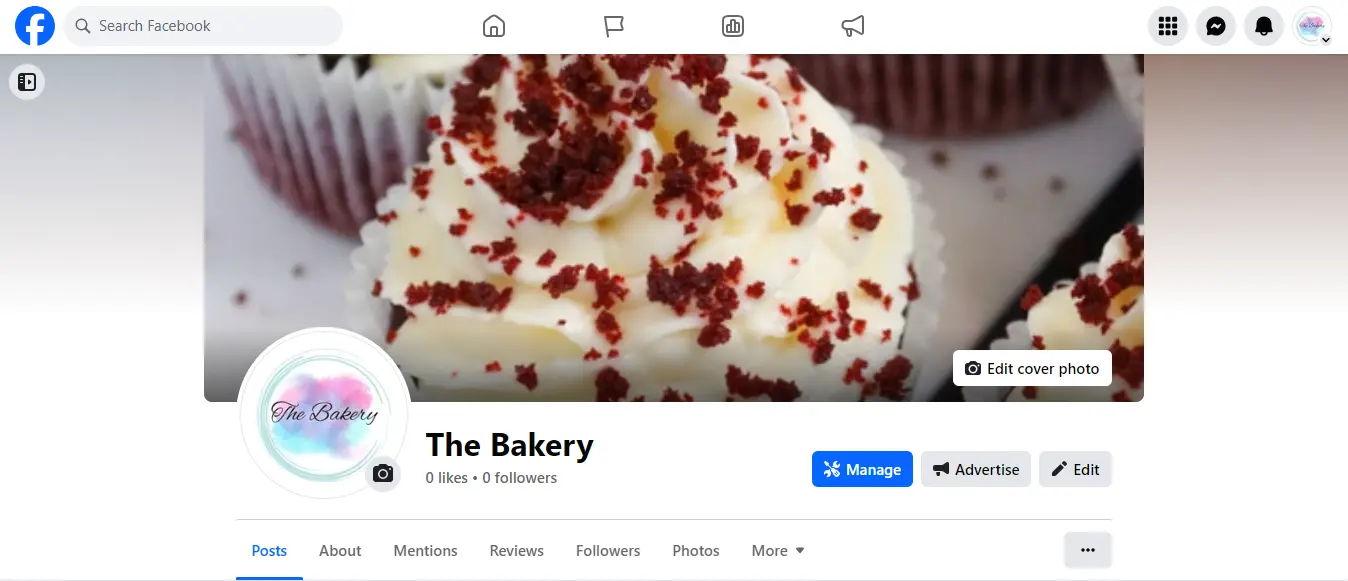 Search Facebook
Edit cover photo
The Bakery
The Bakery
0 likes • 0 followers
Manage
Advertise
Edit
Posts
About
Mentions
Reviews
Followers
Photos
More